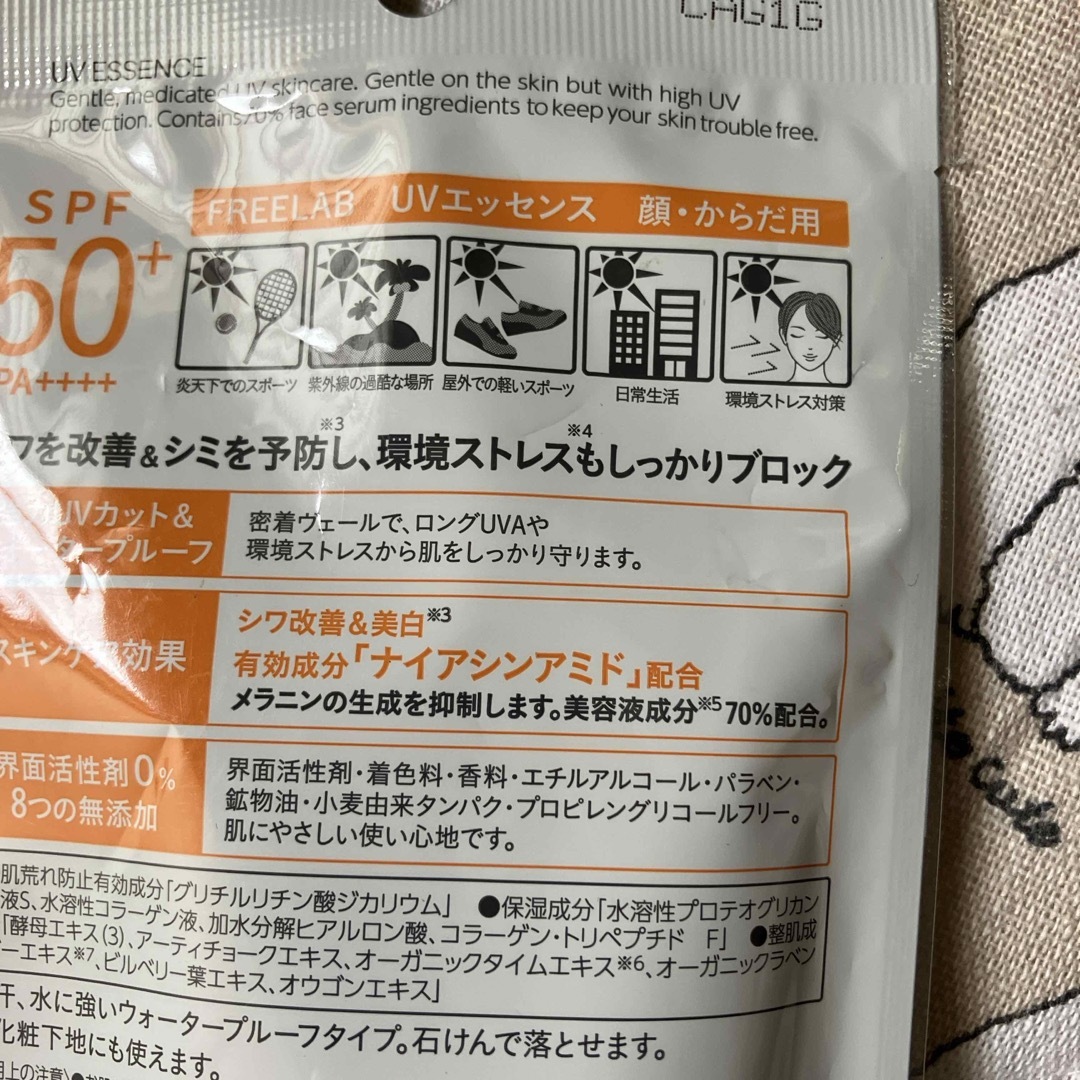 CAG1G
UV ESSENCE
Gentle, medicated UV skincare. Gentle on the skin but with high UV
protection. Contains 70% face serum ingredients to keep your skin trouble free.
SPF
50+
PA++++
FREELAB UVエッセンス 顔・からだ用
炎天下でのスポーツ 紫外線の過酷な場所 屋外での軽いスポーツ 日常生活 環境ストレス対策
ワを改善&シミを予防し※3、環境ストレス※4もしっかりブロック
UVカット&
タープルーフ
密着ヴェールで、ロングUVAや
環境ストレスから肌をしっかり守ります。
スキンケア効果
シワ改善&美白※3
有効成分「ナイアシンアミド」配合
メラニンの生成を抑制します。美容液成分※5 70%配合。
界面活性剤0%
8つの無添加
界面活性剤・着色料・香料・エチルアルコール・パラベン・
鉱物油・小麦由来タンパク・プロピレングリコールフリー。
肌にやさしい使い心地です。
肌荒れ防止有効成分「グリチルリチン酸ジカリウム」 ●保湿成分「水溶性プロテオグリカン
液S、水溶性コラーゲン液、加水分解ヒアルロン酸、コラーゲン・トリペプチド F」 ●整肌成
「酵母エキス(3)、アーティチョークエキス、オーガニックタイムエキス※6、オーガニックラベン
ーエキス※7、ビルベリー葉エキス、オウゴンエキス」
汗、水に強いウォータープルーフタイプ。石けんで落とせます。
化粧下地にも使えます。
cate